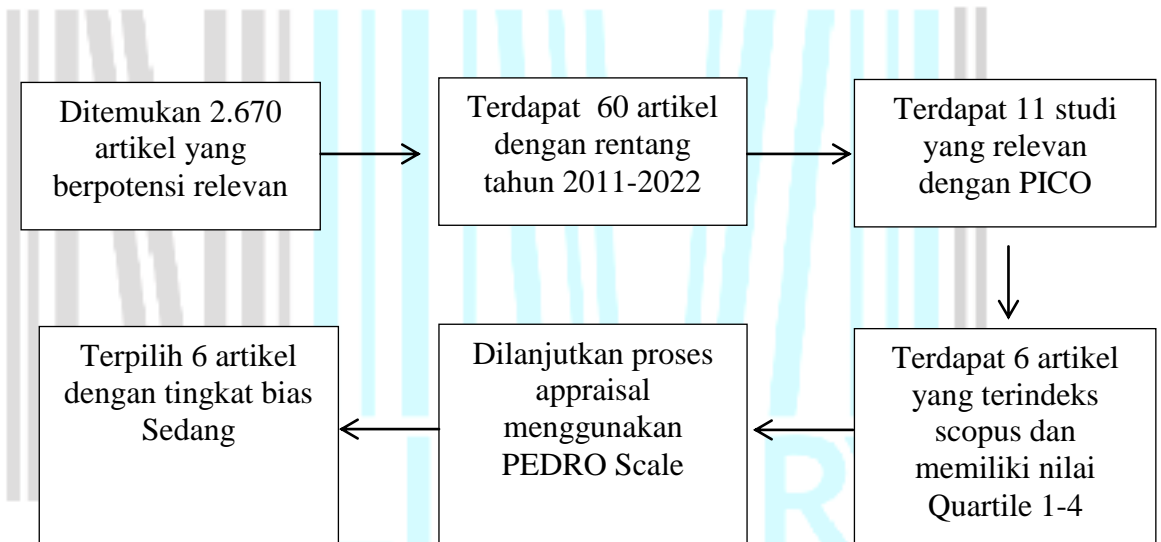 Ditemukan 2.670
artikel yang
berpotensi relevan
Terdapat 60 artikel
dengan rentang
tahun 2011-2022
Terdapat 11 studi
yang relevan
dengan PICO
Terdapat 6 artikel
yang terindeks
scopus dan
memiliki nilai
Quartile 1-4
Dilanjutkan proses
appraisal
menggunakan
PEDRO Scale
Terpilih 6 artikel
dengan tingkat bias
Sedang